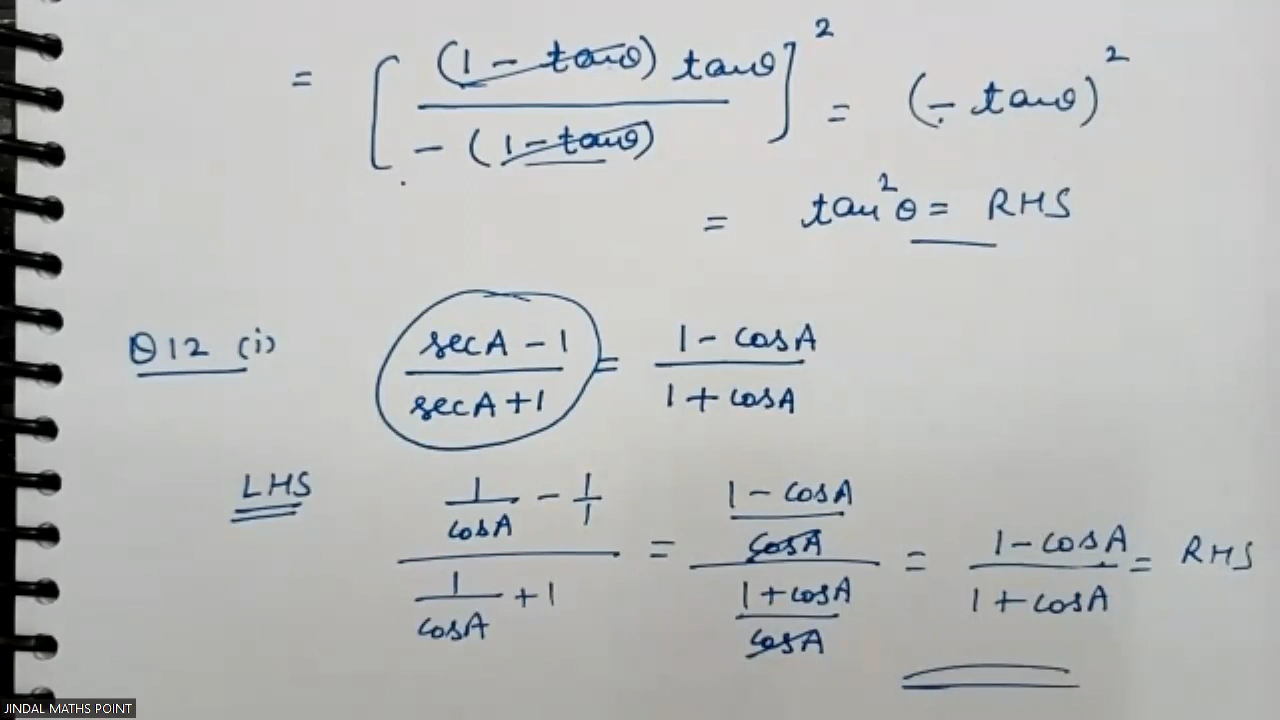 = [ (1 - tanθ) tanθ / - (1 - tanθ) ]² = (- tanθ)²
= tan²θ = RHS
Q12 (i) secA - 1 / secA + 1 = 1 - cosA / 1 + cosA
LHS 1/cosA - 1/1 / 1/cosA + 1 = 1 - cosA/cosA / 1 + cosA/cosA = 1 - cosA / 1 + cosA = RHS
JINDAL MATHS POINT